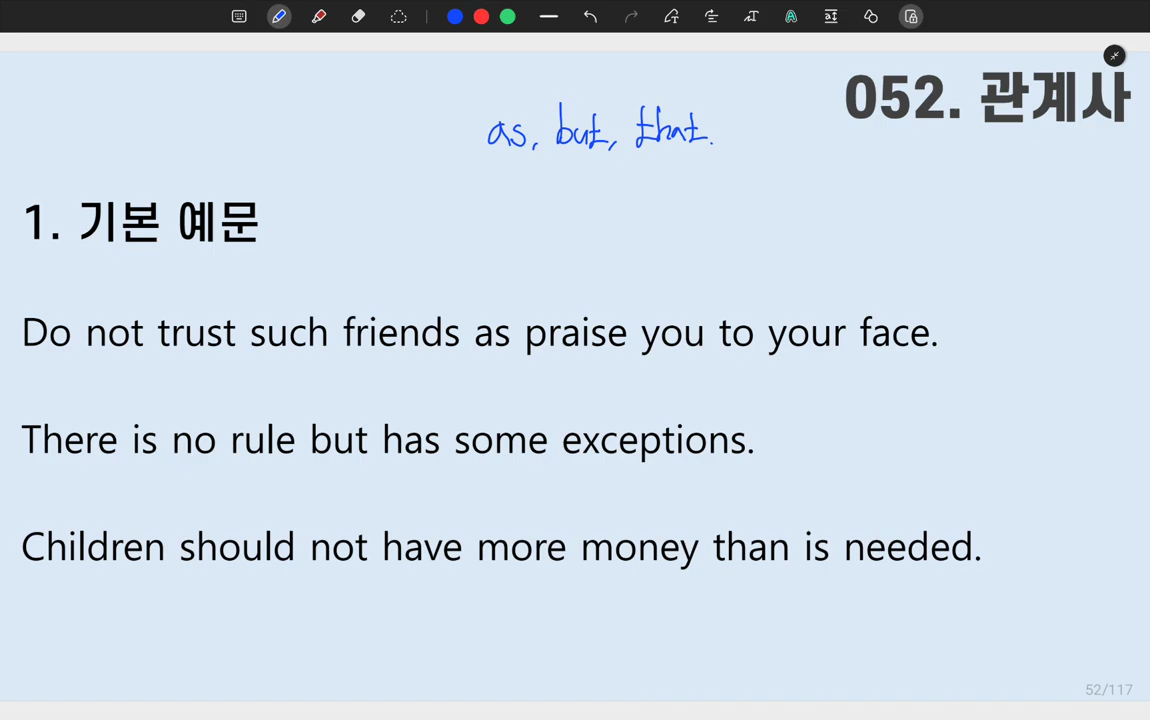 052. 관계사
as, but, that.
1. 기본 예문
Do not trust such friends as praise you to your face.
There is no rule but has some exceptions.
Children should not have more money than is needed.
52/117